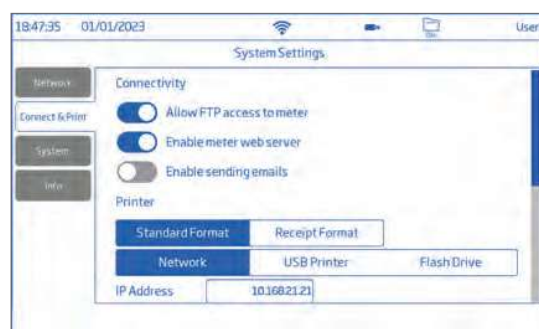 18:47:35 01/01/2023 User
System Settings
Network
Connectivity
Allow FTP access to meter
Connect & Print
Enable meter web server
System
Enable sending emails
Info
Printer
Standard Format Receipt Format
Network USB Printer Flash Drive
IP Address 10.168.21.21